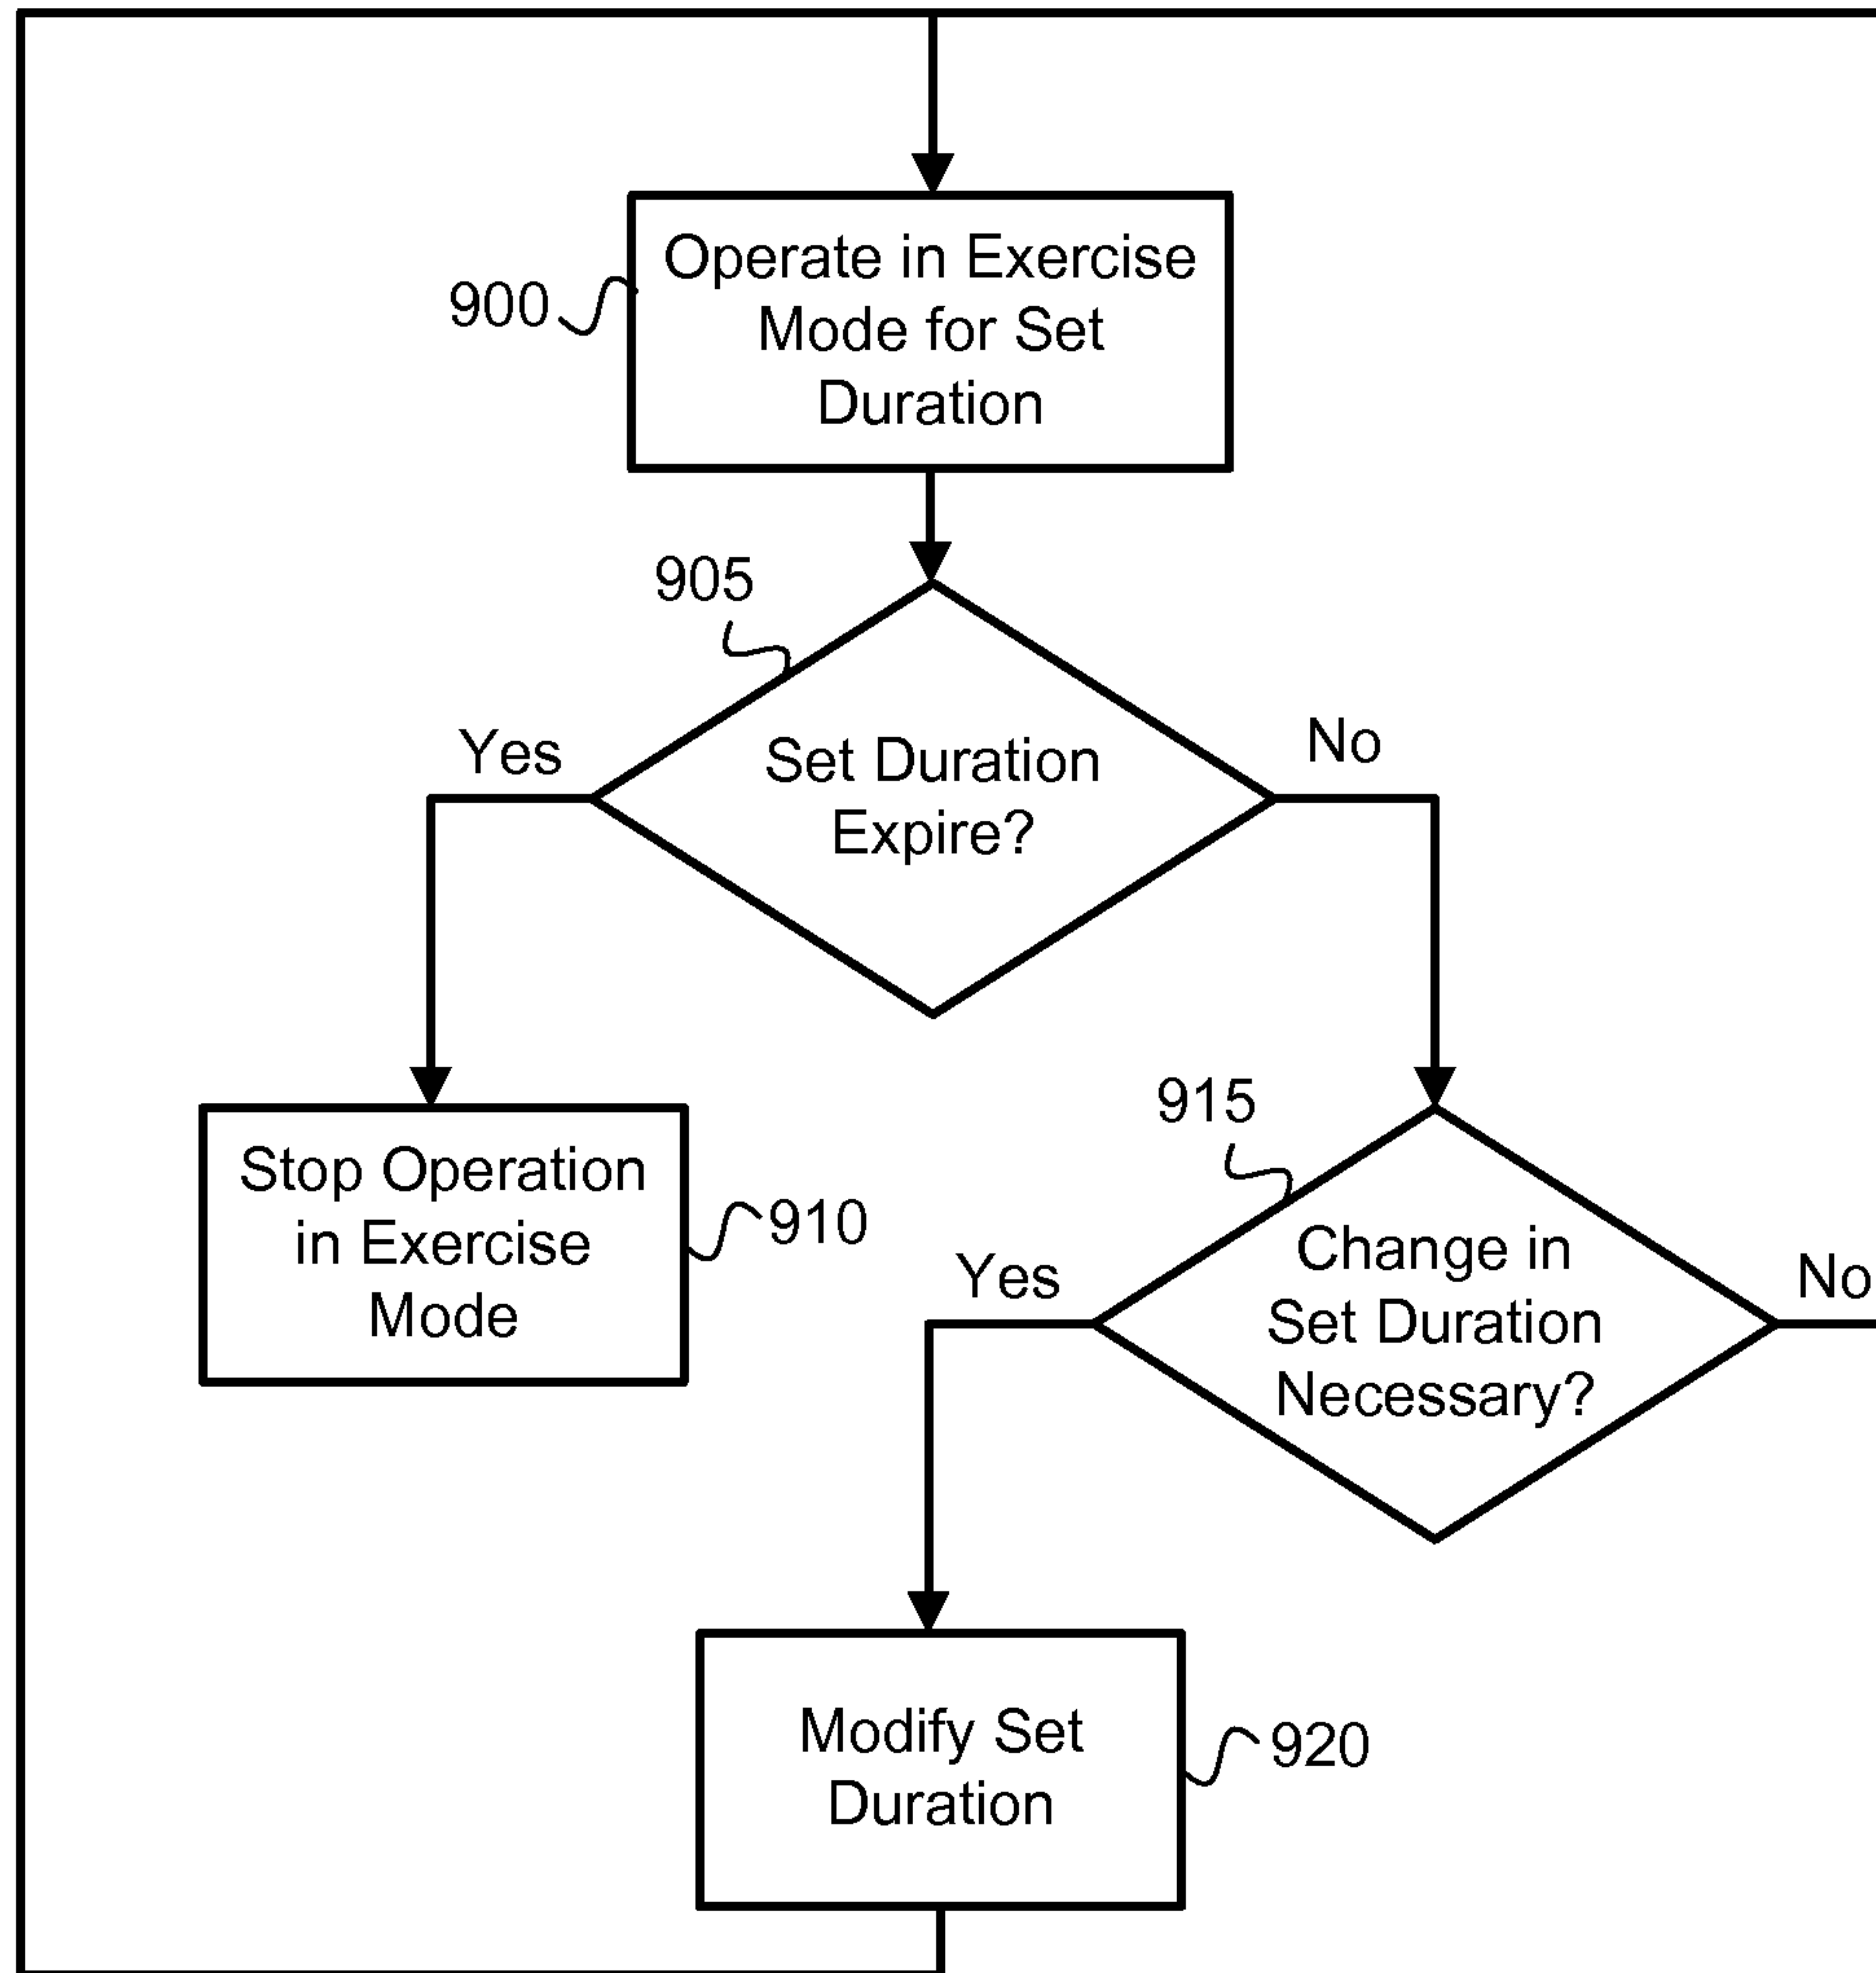 Operate in Exercise
Mode for Set
Duration
900
905
Yes
Set Duration
Expire?
No
Stop Operation
in Exercise
Mode
910
915
Yes
Change in
Set Duration
Necessary?
No
Modify Set
Duration
920